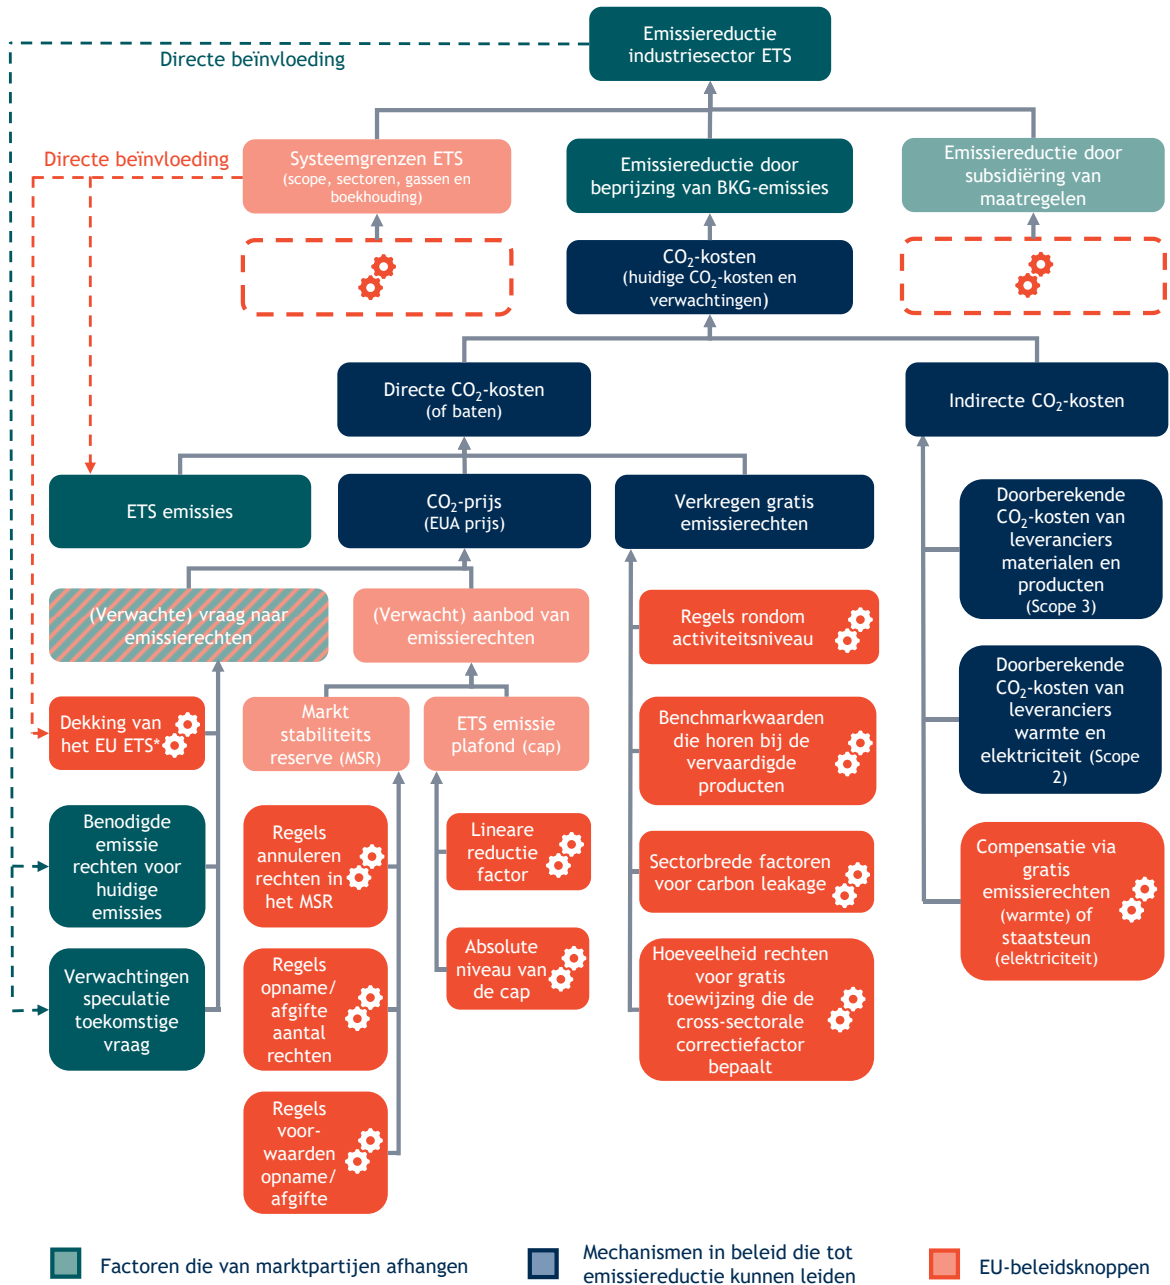 Emissiereductie
industriesector ETS
Directe beïnvloeding
Directe beïnvloeding
Systeemgrenzen ETS
(scope, sectoren, gassen en
boekhouding)
Emissiereductie door
beprijzing van BKG-emissies
Emissiereductie door
subsidiëring van
maatregelen
CO₂-kosten
(huidige CO₂-kosten en
verwachtingen)
Directe CO₂-kosten
(of baten)
Indirecte CO₂-kosten
ETS emissies
CO₂-prijs
(EUA prijs)
Verkregen gratis
emissierechten
Doorberekende
CO₂-kosten van
leveranciers
materialen en
producten
(Scope 3)
(Verwachte) vraag naar
emissierechten
(Verwacht) aanbod van
emissierechten
Regels rondom
activiteitsniveau
Doorberekende
CO₂-kosten van
leveranciers
warmte en
elektriciteit (Scope
2)
Dekking van
het EU ETS*
Markt
stabiliteits
reserve (MSR)
ETS emissie
plafond (cap)
Benchmarkwaarden
die horen bij de
vervaardigde
producten
Benodigde
emissie
rechten voor
huidige
emissies
Regels
annuleren
rechten in
het MSR
Lineare
reductie
factor
Sectorbrede factoren
voor carbon leakage
Compensatie via
gratis
emissierechten
(warmte) of
staatsteun
(elektriciteit)
Verwachtingen
speculatie
toekomstige
vraag
Regels
opname/
afgifte
aantal
rechten
Absolute
niveau van
de cap
Hoeveelheid rechten
voor gratis
toewijzing die de
cross-sectorale
correctiefactor
bepaalt
Regels
voor-
waarden
opname/
afgifte
Factoren die van marktpartijen afhangen
Mechanismen in beleid die tot
emissiereductie kunnen leiden
EU-beleidsknoppen